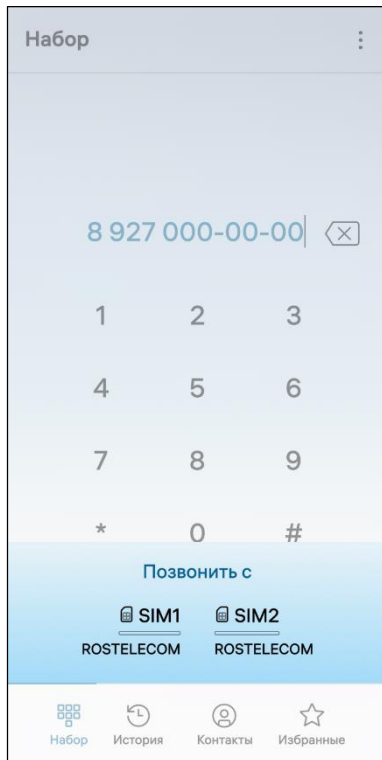 Набор
8 927 000-00-00
1 2 3
4 5 6
7 8 9
* 0 #
Позвонить с
SIM1 SIM2
ROSTELECOM ROSTELECOM
Набор История Контакты Избранные